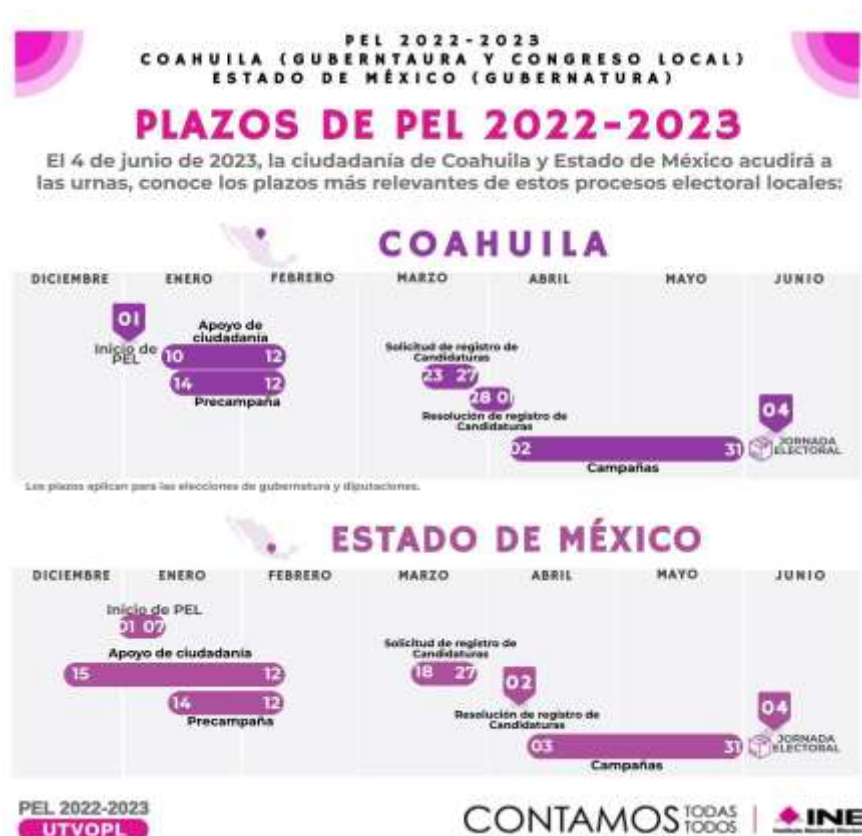 PEL 2022-2023
COAHUILA (GUBERNTAURA Y CONGRESO LOCAL)
ESTADO DE MÉXICO (GUBERNATURA)
PLAZOS DE PEL 2022-2023
El 4 de junio de 2023, la ciudadanía de Coahuila y Estado de México acudirá a
las urnas, conoce los plazos más relevantes de estos procesos electoral locales:
COAHUILA
DICIEMBRE ENERO FEBRERO MARZO ABRIL MAYO JUNIO
01
Inicio de
PEL
Apoyo de
ciudadanía
10 12
14 12
Precampaña
Solicitud de registro de
Candidaturas
23 27
28 01
Resolución de registro de
Candidaturas
02 31
Campañas
04
JORNADA
ELECTORAL
Los plazos aplican para las elecciones de gubernatura y diputaciones.
ESTADO DE MÉXICO
DICIEMBRE ENERO FEBRERO MARZO ABRIL MAYO JUNIO
Inicio de PEL
01 07
Apoyo de ciudadanía
15 12
14 12
Precampaña
Solicitud de registro de
Candidaturas
18 27
02
Resolución de registro de
Candidaturas
03 31
Campañas
04
JORNADA
ELECTORAL
PEL 2022-2023
UTVOPL
CONTAMOS TODAS TODOS
INE